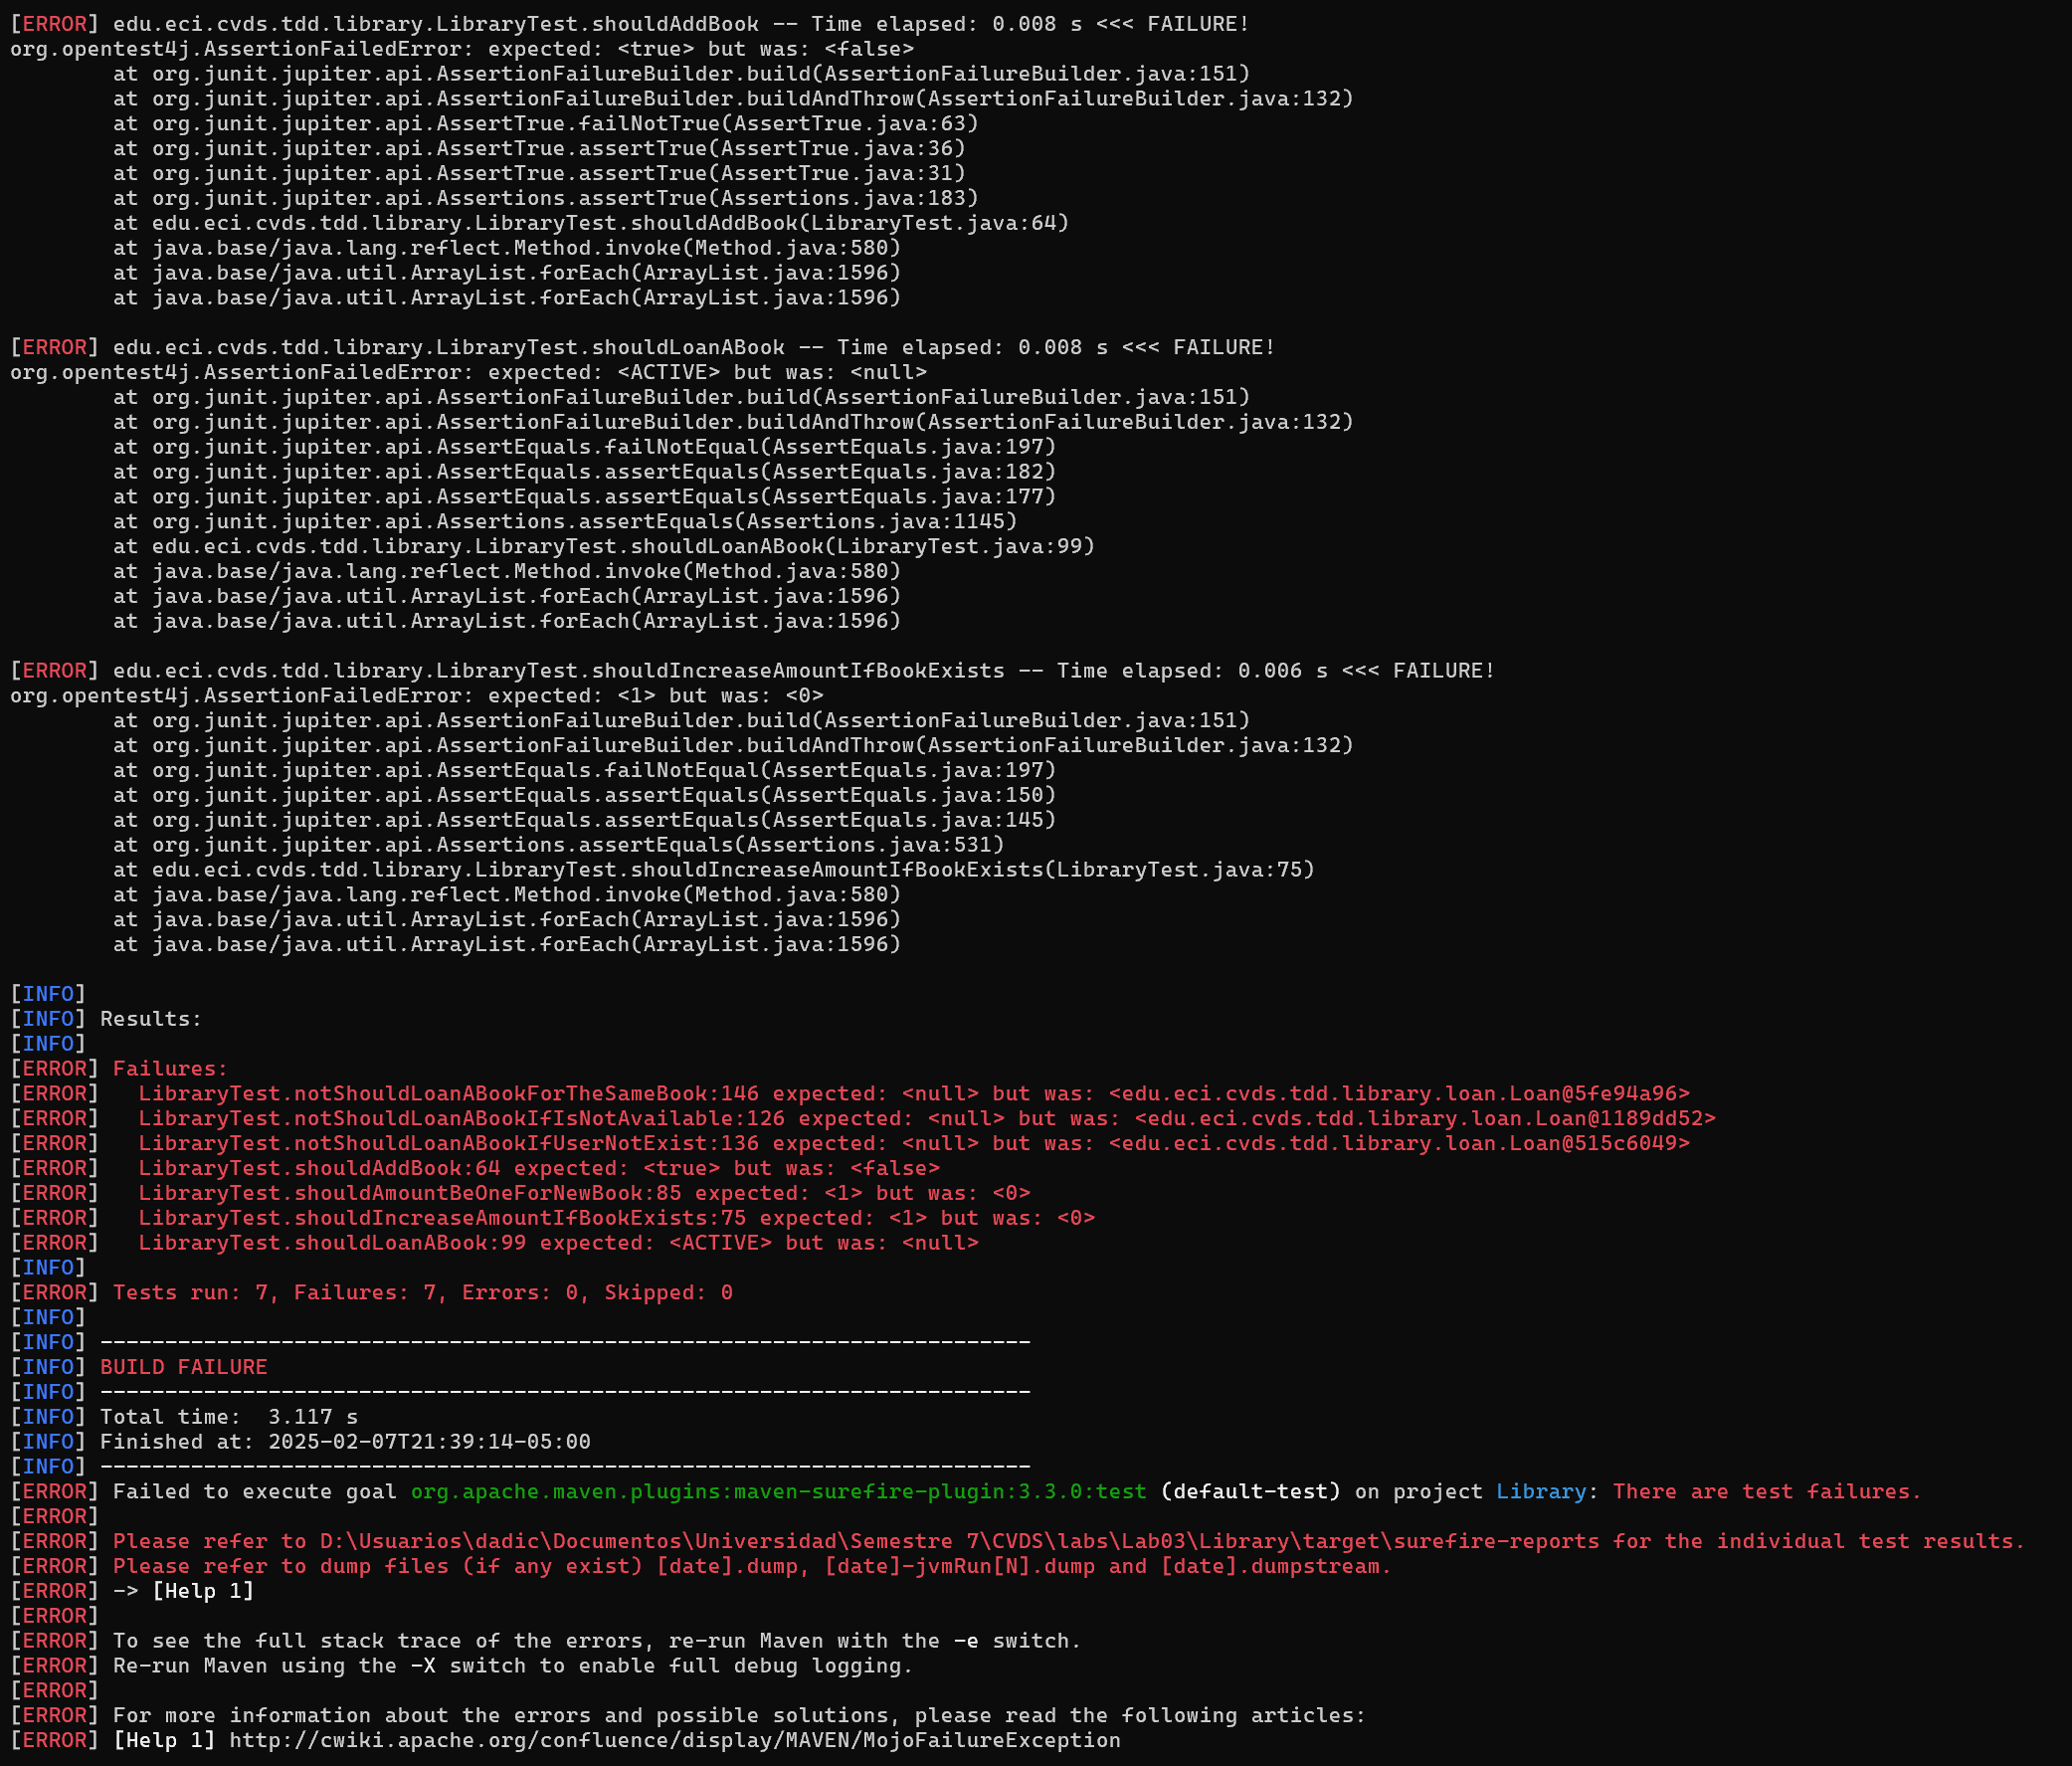 [ERROR] edu.eci.cvds.tdd.library.LibraryTest.shouldAddBook -- Time elapsed: 0.008 s <<< FAILURE!
org.opentest4j.AssertionFailedError: expected: <true> but was: <false>
        at org.junit.jupiter.api.AssertionFailureBuilder.build(AssertionFailureBuilder.java:151)
        at org.junit.jupiter.api.AssertionFailureBuilder.buildAndThrow(AssertionFailureBuilder.java:132)
        at org.junit.jupiter.api.AssertTrue.failNotTrue(AssertTrue.java:63)
        at org.junit.jupiter.api.AssertTrue.assertTrue(AssertTrue.java:36)
        at org.junit.jupiter.api.AssertTrue.assertTrue(AssertTrue.java:31)
        at org.junit.jupiter.api.Assertions.assertTrue(Assertions.java:183)
        at edu.eci.cvds.tdd.library.LibraryTest.shouldAddBook(LibraryTest.java:64)
        at java.base/java.lang.reflect.Method.invoke(Method.java:580)
        at java.base/java.util.ArrayList.forEach(ArrayList.java:1596)
        at java.base/java.util.ArrayList.forEach(ArrayList.java:1596)

[ERROR] edu.eci.cvds.tdd.library.LibraryTest.shouldLoanABook -- Time elapsed: 0.008 s <<< FAILURE!
org.opentest4j.AssertionFailedError: expected: <ACTIVE> but was: <null>
        at org.junit.jupiter.api.AssertionFailureBuilder.build(AssertionFailureBuilder.java:151)
        at org.junit.jupiter.api.AssertionFailureBuilder.buildAndThrow(AssertionFailureBuilder.java:132)
        at org.junit.jupiter.api.AssertEquals.failNotEqual(AssertEquals.java:197)
        at org.junit.jupiter.api.AssertEquals.assertEquals(AssertEquals.java:182)
        at org.junit.jupiter.api.AssertEquals.assertEquals(AssertEquals.java:177)
        at org.junit.jupiter.api.Assertions.assertEquals(Assertions.java:1145)
        at edu.eci.cvds.tdd.library.LibraryTest.shouldLoanABook(LibraryTest.java:99)
        at java.base/java.lang.reflect.Method.invoke(Method.java:580)
        at java.base/java.util.ArrayList.forEach(ArrayList.java:1596)
        at java.base/java.util.ArrayList.forEach(ArrayList.java:1596)

[ERROR] edu.eci.cvds.tdd.library.LibraryTest.shouldIncreaseAmountIfBookExists -- Time elapsed: 0.006 s <<< FAILURE!
org.opentest4j.AssertionFailedError: expected: <1> but was: <0>
        at org.junit.jupiter.api.AssertionFailureBuilder.build(AssertionFailureBuilder.java:151)
        at org.junit.jupiter.api.AssertionFailureBuilder.buildAndThrow(AssertionFailureBuilder.java:132)
        at org.junit.jupiter.api.AssertEquals.failNotEqual(AssertEquals.java:197)
        at org.junit.jupiter.api.AssertEquals.assertEquals(AssertEquals.java:150)
        at org.junit.jupiter.api.AssertEquals.assertEquals(AssertEquals.java:145)
        at org.junit.jupiter.api.Assertions.assertEquals(Assertions.java:531)
        at edu.eci.cvds.tdd.library.LibraryTest.shouldIncreaseAmountIfBookExists(LibraryTest.java:75)
        at java.base/java.lang.reflect.Method.invoke(Method.java:580)
        at java.base/java.util.ArrayList.forEach(ArrayList.java:1596)
        at java.base/java.util.ArrayList.forEach(ArrayList.java:1596)

[INFO]
[INFO] Results:
[INFO]
[ERROR] Failures:
[ERROR]   LibraryTest.notShouldLoanABookForTheSameBook:146 expected: <null> but was: <edu.eci.cvds.tdd.library.loan.Loan@5fe94a96>
[ERROR]   LibraryTest.notShouldLoanABookIfIsNotAvailable:126 expected: <null> but was: <edu.eci.cvds.tdd.library.loan.Loan@1189dd52>
[ERROR]   LibraryTest.notShouldLoanABookIfUserNotExist:136 expected: <null> but was: <edu.eci.cvds.tdd.library.loan.Loan@515c6049>
[ERROR]   LibraryTest.shouldAddBook:64 expected: <true> but was: <false>
[ERROR]   LibraryTest.shouldAmountBeOneForNewBook:85 expected: <1> but was: <0>
[ERROR]   LibraryTest.shouldIncreaseAmountIfBookExists:75 expected: <1> but was: <0>
[ERROR]   LibraryTest.shouldLoanABook:99 expected: <ACTIVE> but was: <null>
[INFO]
[ERROR] Tests run: 7, Failures: 7, Errors: 0, Skipped: 0
[INFO]
[INFO] ------------------------------------------------------------------------
[INFO] BUILD FAILURE
[INFO] ------------------------------------------------------------------------
[INFO] Total time:  3.117 s
[INFO] Finished at: 2025-02-07T21:39:14-05:00
[INFO] ------------------------------------------------------------------------
[ERROR] Failed to execute goal org.apache.maven.plugins:maven-surefire-plugin:3.3.0:test (default-test) on project Library: There are test failures.
[ERROR]
[ERROR] Please refer to D:\Usuarios\dadic\Documentos\Universidad\Semestre 7\CVDS\labs\Lab03\Library\target\surefire-reports for the individual test results.
[ERROR] Please refer to dump files (if any exist) [date].dump, [date]-jvmRun[N].dump and [date].dumpstream.
[ERROR] -> [Help 1]
[ERROR]
[ERROR] To see the full stack trace of the errors, re-run Maven with the -e switch.
[ERROR] Re-run Maven using the -X switch to enable full debug logging.
[ERROR]
[ERROR] For more information about the errors and possible solutions, please read the following articles:
[ERROR] [Help 1] http://cwiki.apache.org/confluence/display/MAVEN/MojoFailureException